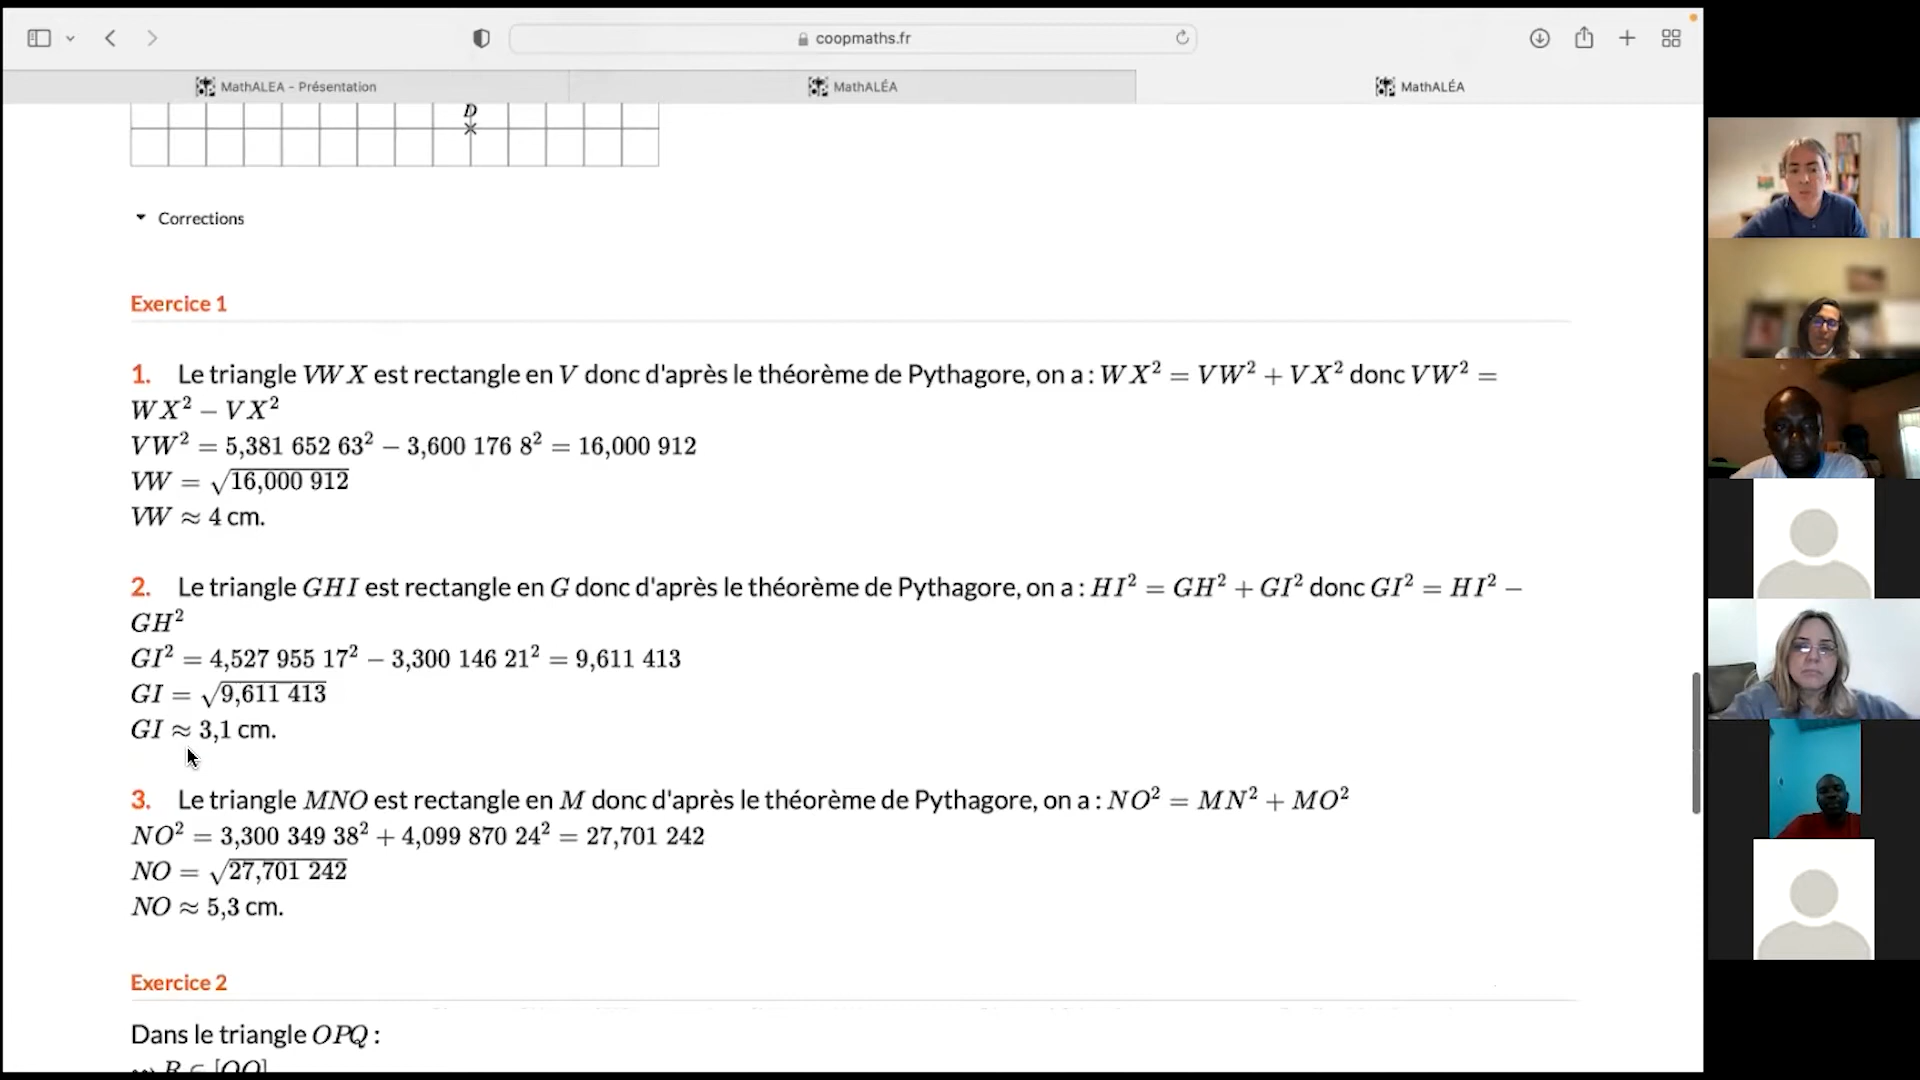 coopmaths.fr
MathALEA - Présentation
MathALÉA
MathALÉA
D
Corrections
Exercice 1
1. Le triangle VWX est rectangle en V donc d'après le théorème de Pythagore, on a : WX² = VW² + VX² donc VW² =
WX² − VX²
VW² = 5,381 652 63² − 3,600 176 8² = 16,000 912
VW = √16,000 912
VW ≈ 4 cm.
2. Le triangle GHI est rectangle en G donc d'après le théorème de Pythagore, on a : HI² = GH² + GI² donc GI² = HI² −
GH²
GI² = 4,527 955 17² − 3,300 146 21² = 9,611 413
GI = √9,611 413
GI ≈ 3,1 cm.
3. Le triangle MNO est rectangle en M donc d'après le théorème de Pythagore, on a : NO² = MN² + MO²
NO² = 3,300 349 38² + 4,099 870 24² = 27,701 242
NO = √27,701 242
NO ≈ 5,3 cm.
Exercice 2
Dans le triangle OPQ :